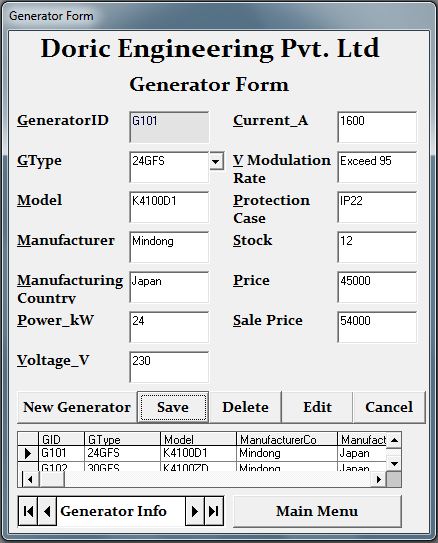 Generator Form
Doric Engineering Pvt. Ltd
Generator Form
GeneratorID G101 Current_A 1600
GType 24GFS V Modulation Rate Exceed 95
Model K4100D1 Protection Case IP22
Manufacturer Mindong Stock 12
Manufacturing Country Japan Price 45000
Power_kW 24 Sale Price 54000
Voltage_V 230
New Generator Save Delete Edit Cancel
GID GType Model ManufacturerCo Manufact
G101 24GFS K4100D1 Mindong Japan
G102 30GFS K4100ZD Mindong Japan
Generator Info Main Menu